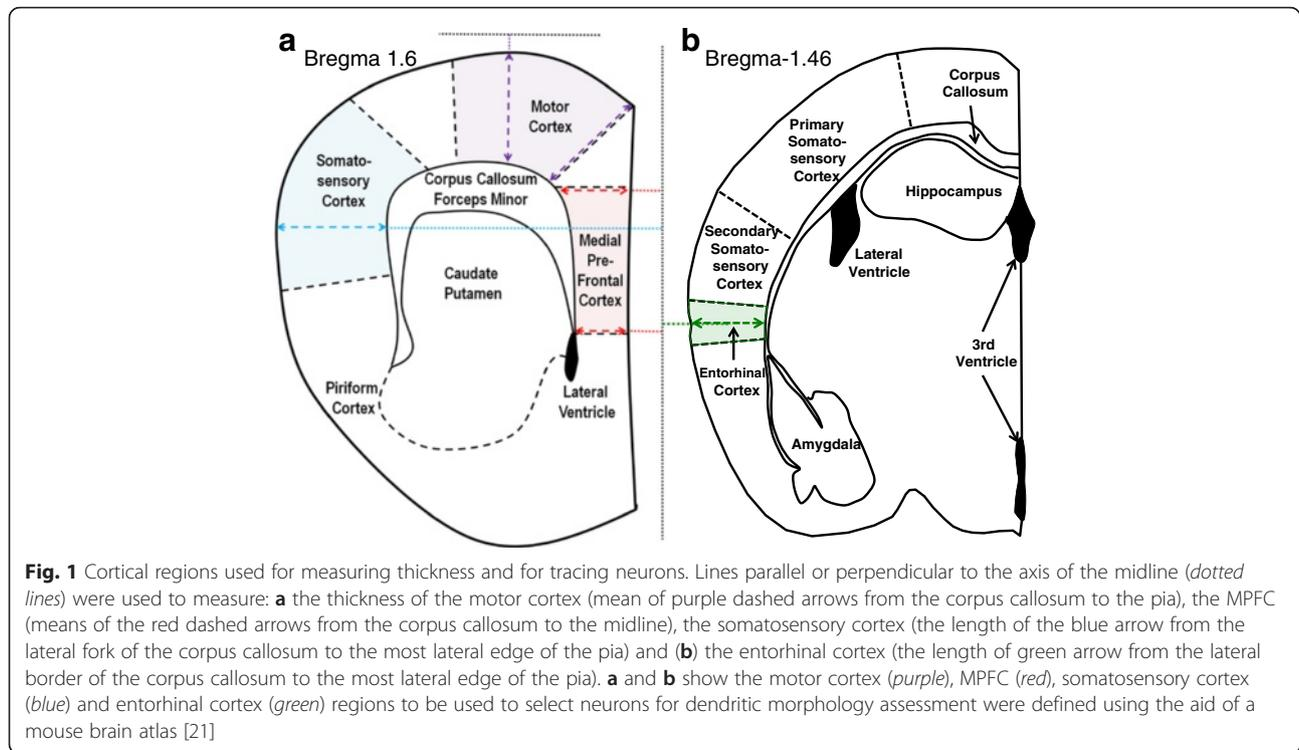 a
Bregma 1.6
Motor
Cortex
Somato-
sensory
Cortex
Corpus Callosum
Forceps Minor
Medial
Pre-
Frontal
Cortex
Caudate
Putamen
Piriform
Cortex
Lateral
Ventricle
b
Bregma-1.46
Corpus
Callosum
Primary
Somato-
sensory
Cortex
Hippocampus
Secondary
Somato-
sensory
Cortex
Lateral
Ventricle
3rd
Ventricle
Entorhinal
Cortex
Amygdala
Fig. 1 Cortical regions used for measuring thickness and for tracing neurons. Lines parallel or perpendicular to the axis of the midline (dotted
lines) were used to measure: a the thickness of the motor cortex (mean of purple dashed arrows from the corpus callosum to the pia), the MPFC
(means of the red dashed arrows from the corpus callosum to the midline), the somatosensory cortex (the length of the blue arrow from the
lateral fork of the corpus callosum to the most lateral edge of the pia) and (b) the entorhinal cortex (the length of green arrow from the lateral
border of the corpus callosum to the most lateral edge of the pia). a and b show the motor cortex (purple), MPFC (red), somatosensory cortex
(blue) and entorhinal cortex (green) regions to be used to select neurons for dendritic morphology assessment were defined using the aid of a
mouse brain atlas [21]